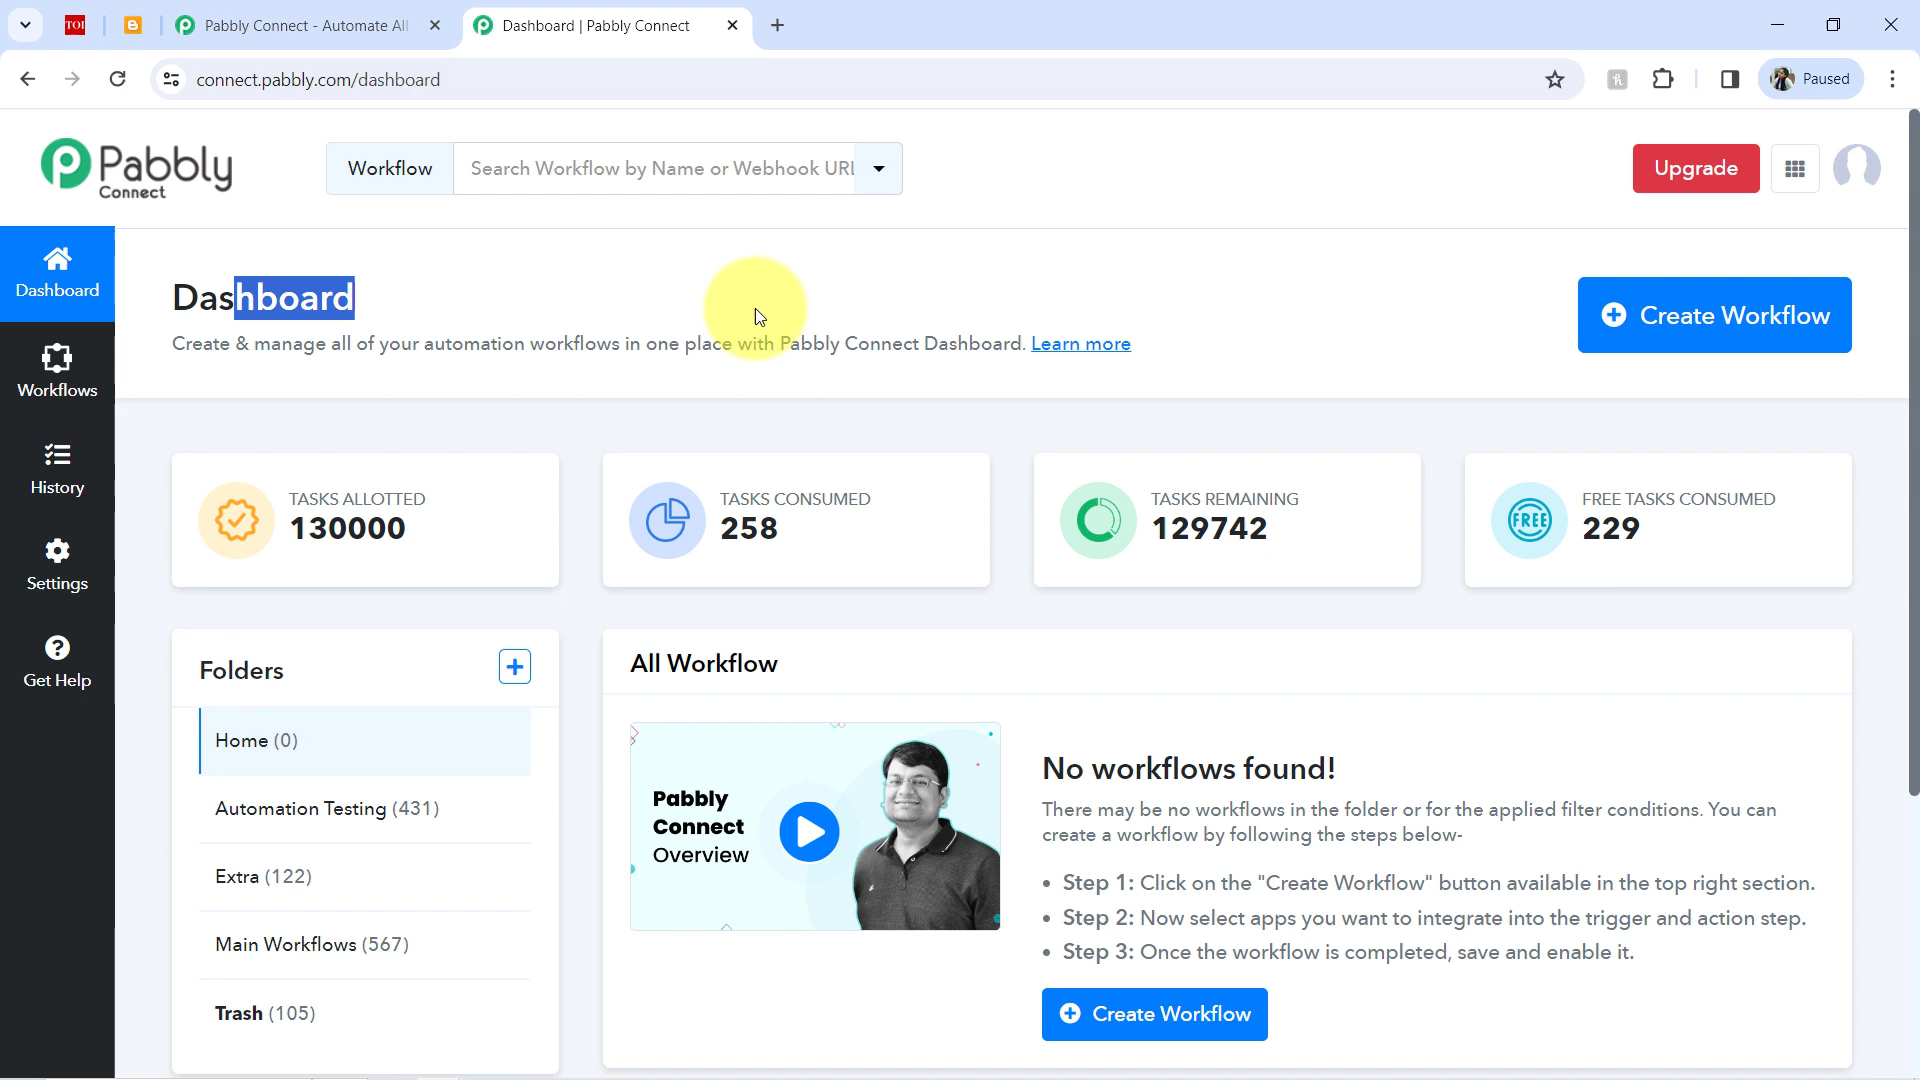 TOI
Pabbly Connect - Automate All
Dashboard | Pabbly Connect
connect.pabbly.com/dashboard
Paused
Pabbly
Connect
Workflow
Search Workflow by Name or Webhook URL
Upgrade
Dashboard
Workflows
History
Settings
Get Help
Dashboard
Create & manage all of your automation workflows in one place with Pabbly Connect Dashboard. Learn more
Create Workflow
TASKS ALLOTTED
130000
TASKS CONSUMED
258
TASKS REMAINING
129742
FREE
FREE TASKS CONSUMED
229
Folders
Home (0)
Automation Testing (431)
Extra (122)
Main Workflows (567)
Trash (105)
All Workflow
Pabbly
Connect
Overview
No workflows found!
There may be no workflows in the folder or for the applied filter conditions. You can
create a workflow by following the steps below-
• Step 1: Click on the "Create Workflow" button available in the top right section.
• Step 2: Now select apps you want to integrate into the trigger and action step.
• Step 3: Once the workflow is completed, save and enable it.
Create Workflow